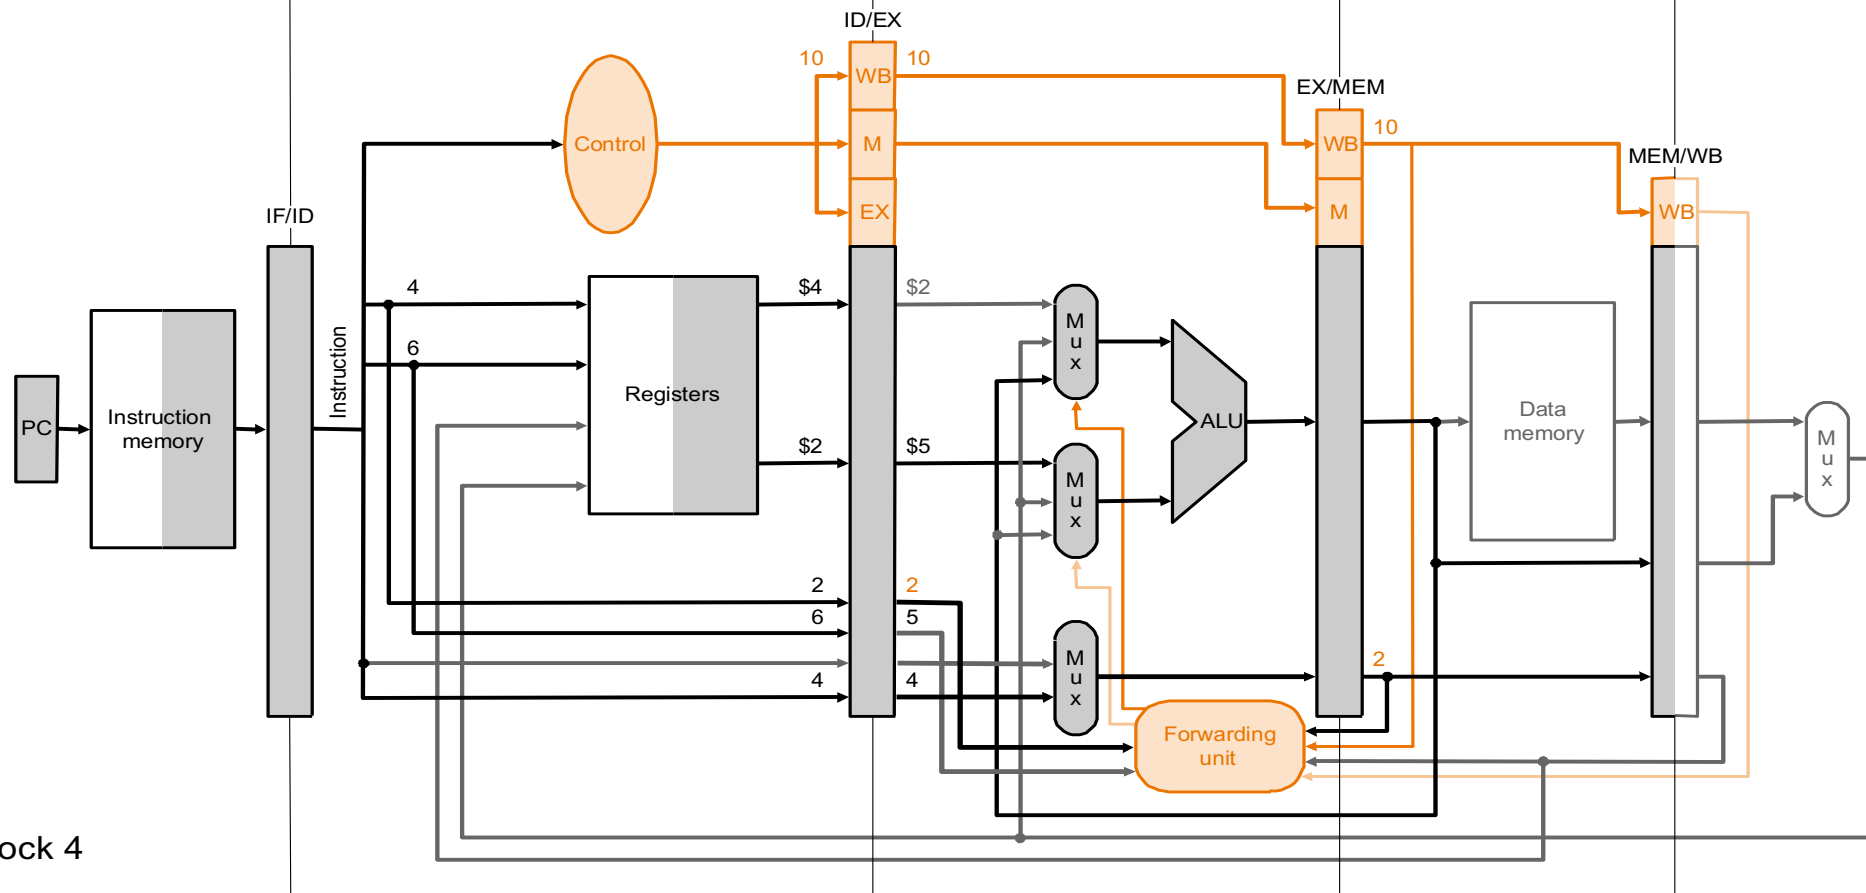 ID/EX
10
WB
10
EX/MEM
Control
M
WB
10
MEM/WB
IF/ID
EX
M
WB
4
$4
$2
M
u
x
Instruction
6
Registers
PC
Instruction
memory
ALU
Data
memory
M
u
x
$2
$5
M
u
x
2
2
6
5
M
u
x
4
4
2
Forwarding
unit
ock 4